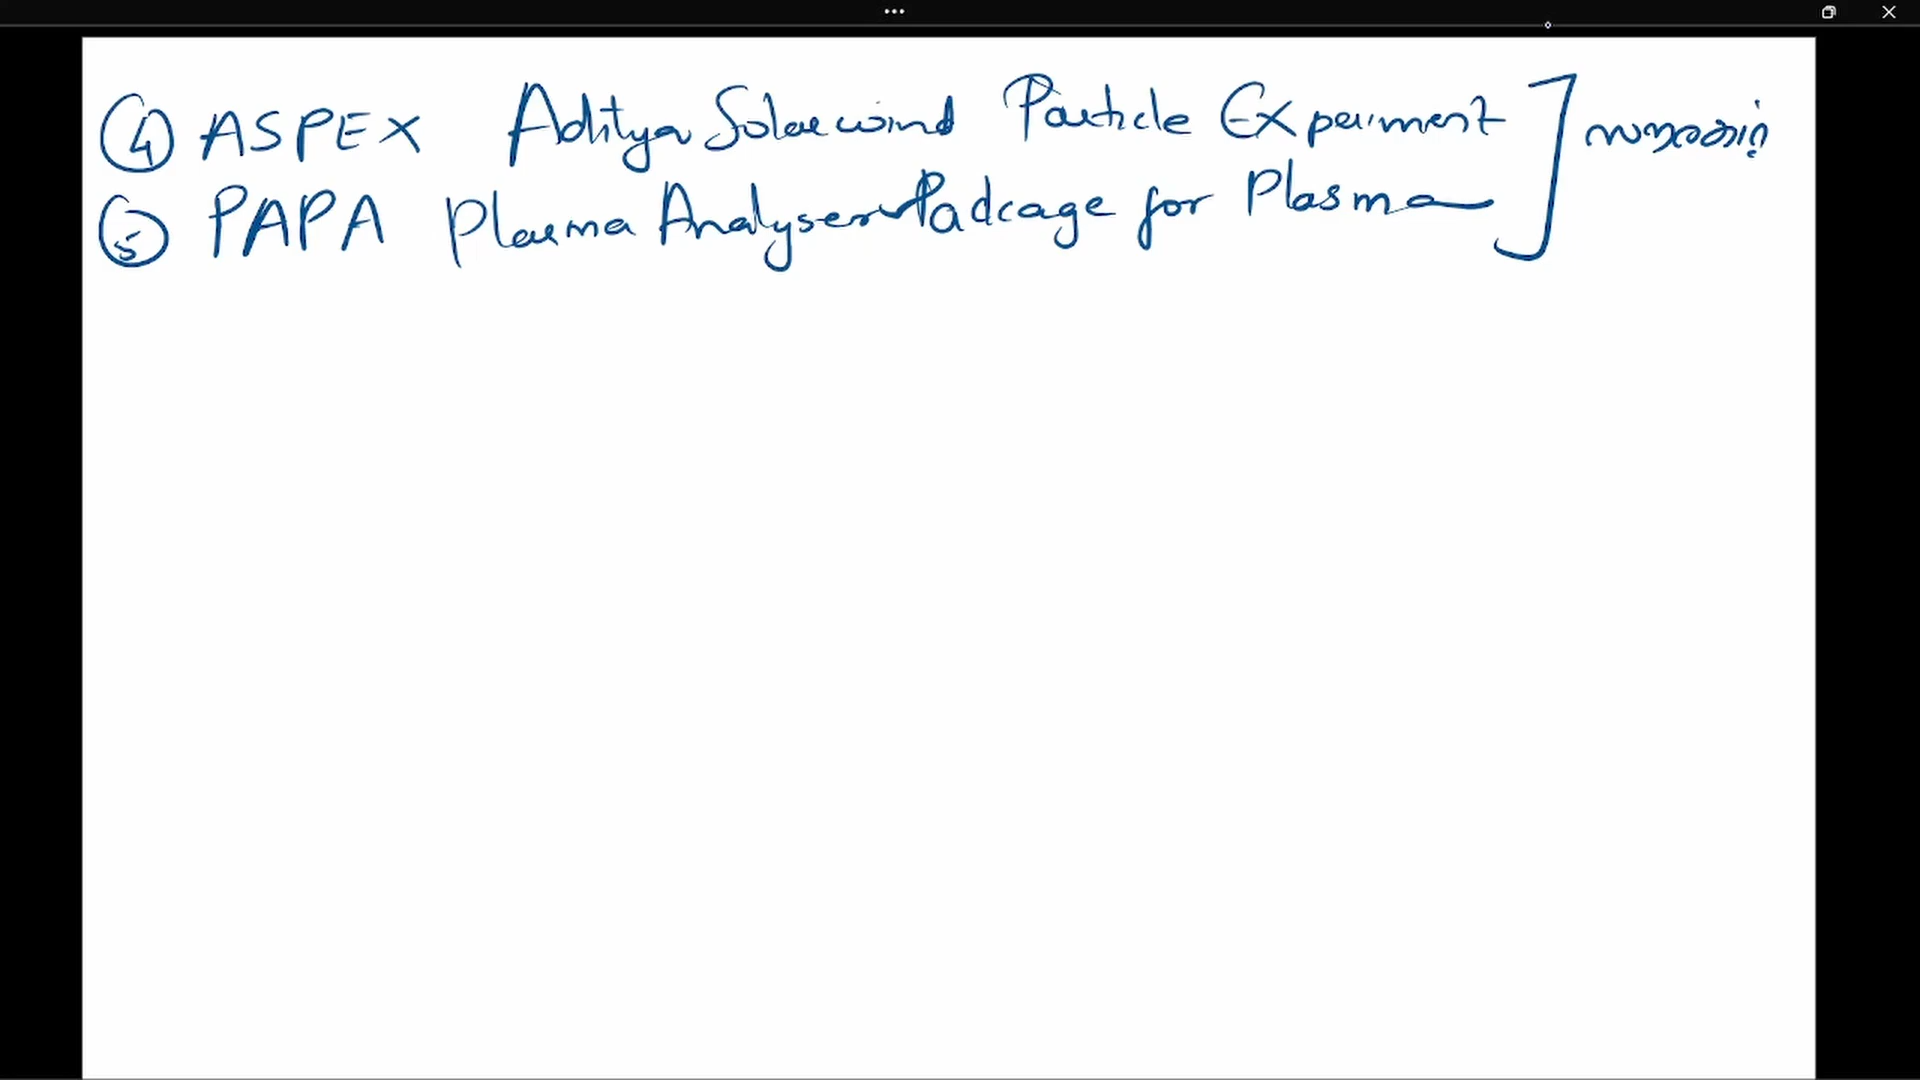 ④ ASPEX Aditya Solar wind Particle Experiment
⑤ PAPA Plasma Analyser Package for Plasma